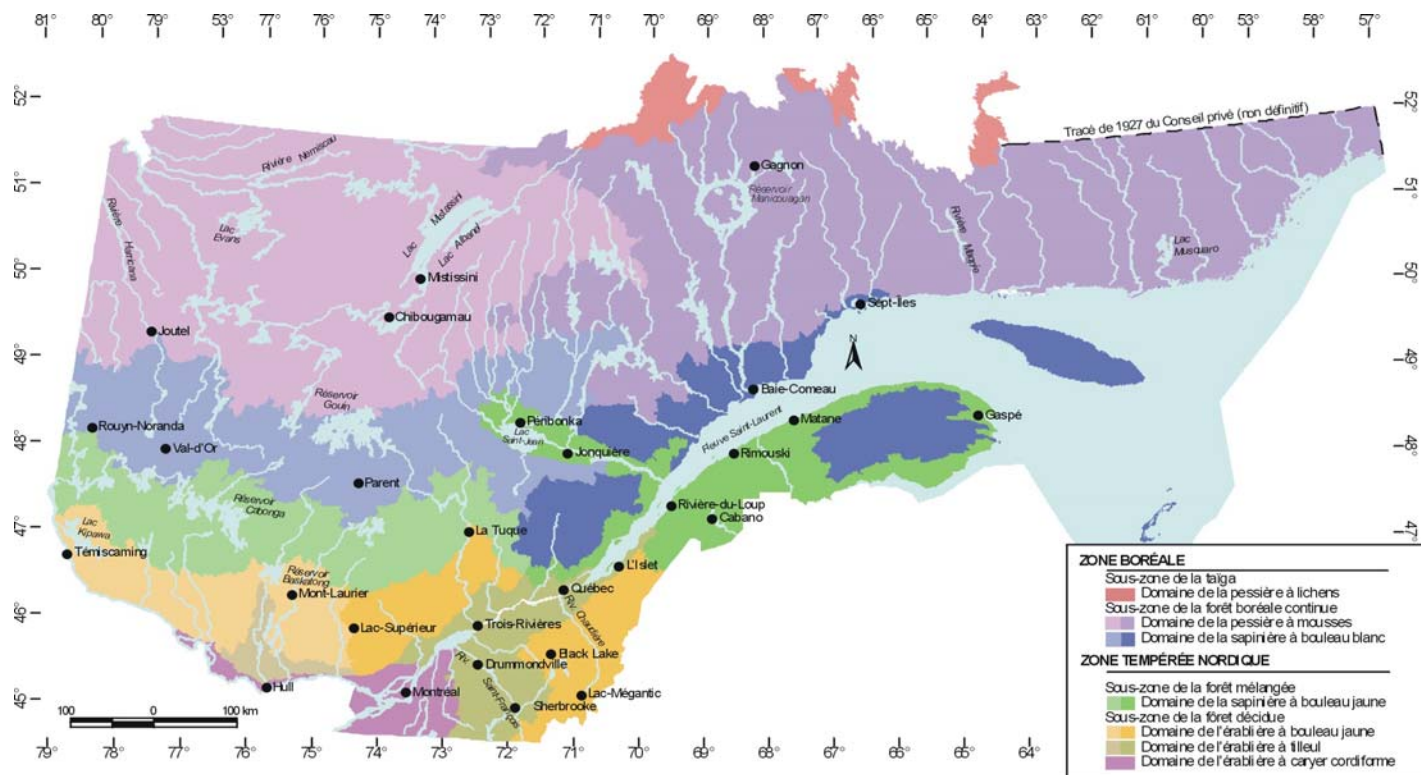 81° 80° 79° 77° 76° 75° 74° 73° 72° 71° 70° 69° 68° 67° 66° 65° 64° 63° 54° 53° 58° 57°
52°
52°
Tracé de 1927 du Conseil privé (non définitif)
Rivière Nemiscau
Gagnon
51°
51°
Réservoir
Manicouagan
Rivière Harricana
Lac
Evans
Lac Mistassini
Lac Albanel
Rivière Magpie
Lac
Musquaro
50°
50°
Mistissini
Sept-Îles
Chibougamau
Joutel
N
49°
49°
Réservoir
Gouin
Baie-Comeau
Péribonka
Fleuve Saint-Laurent
Matane
Gaspé
Rouyn-Noranda
Lac
Saint-Jean
48°
48°
Val-d'Or
Jonquière
Rimouski
Parent
Réservoir
Cabonga
Rivière-du-Loup
Cabano
47°
47°
Lac
Kipawa
La Tuque
Témiscaming
Réservoir
Baskatong
L'Islet
Mont-Laurier
Québec
46°
Riv. Chaudière
Lac-Supérieur
Trois-Rivières
Black Lake
Riv. Saint-François
Drummondville
Hull
Montréal
Lac-Mégantic
45°
Sherbrooke
100 0 100 km
79° 78° 77° 76° 75° 74° 73° 72° 71° 70° 69° 68° 67° 66° 65° 64°
ZONE BORÉALE
Sous-zone de la taïga
Domaine de la pessière à lichens
Sous-zone de la forêt boréale continue
Domaine de la pessière à mousses
Domaine de la sapinière à bouleau blanc
ZONE TEMPÉRÉE NORDIQUE
Sous-zone de la forêt mélangée
Domaine de la sapinière à bouleau jaune
Sous-zone de la fôret décidue
Domaine de l'érablière à bouleau jaune
Domaine de l'érablière à tilleul
Domaine de l'érablière à caryer cordiforme